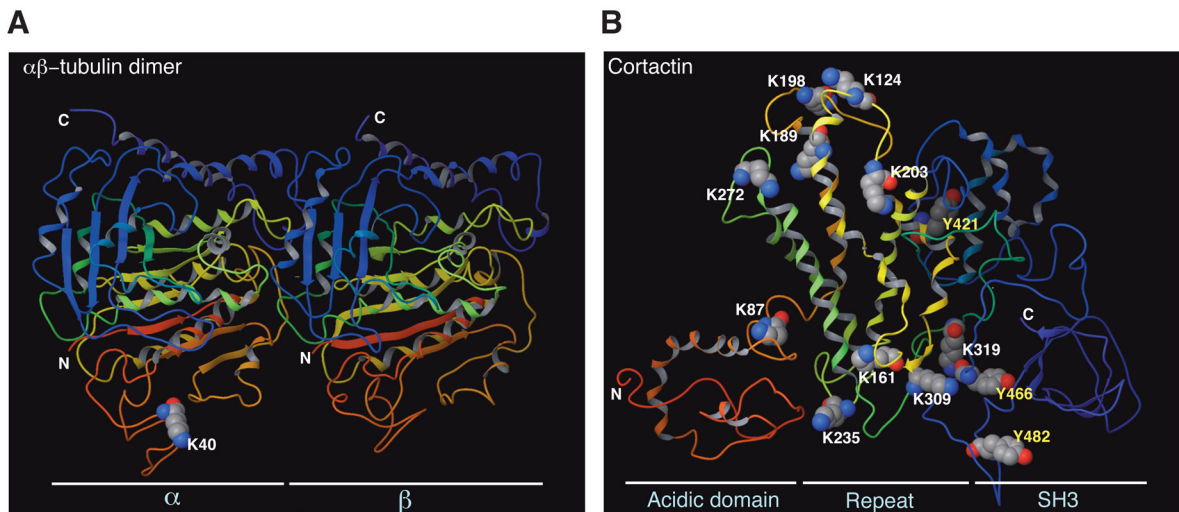 A
αβ–tubulin dimer
C
C
N
N
K40
α
β
B
Cortactin
K198
K124
K189
K203
K272
Y421
K87
C
K319
N
K161
K309
Y466
K235
Y482
Acidic domain
Repeat
SH3